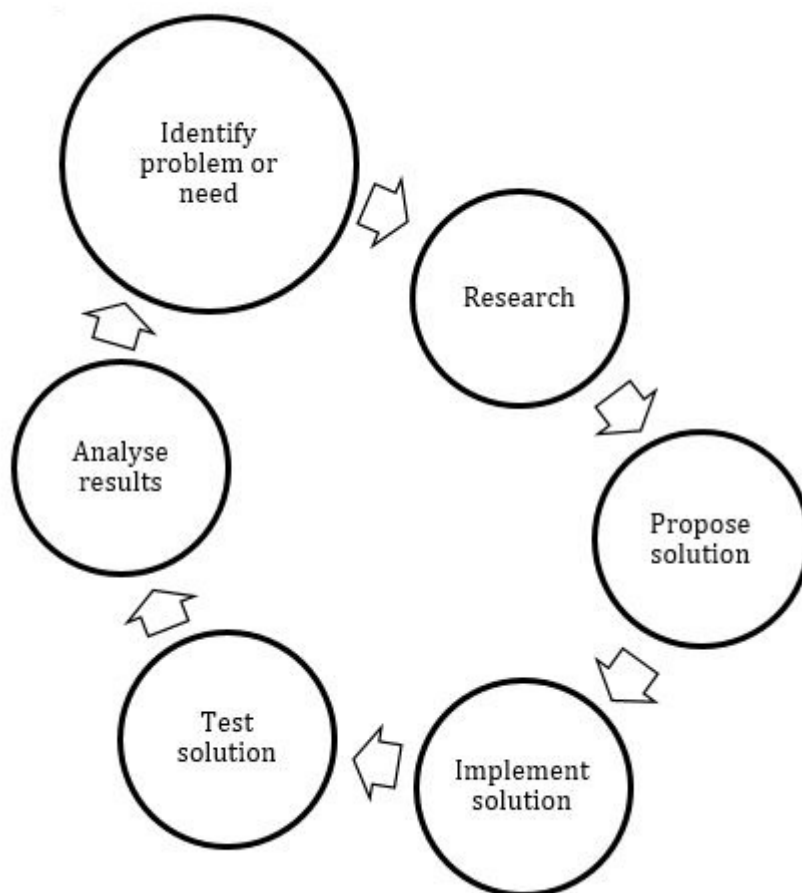 Identify
problem or
need
Research
Propose
solution
Implement
solution
Test
solution
Analyse
results